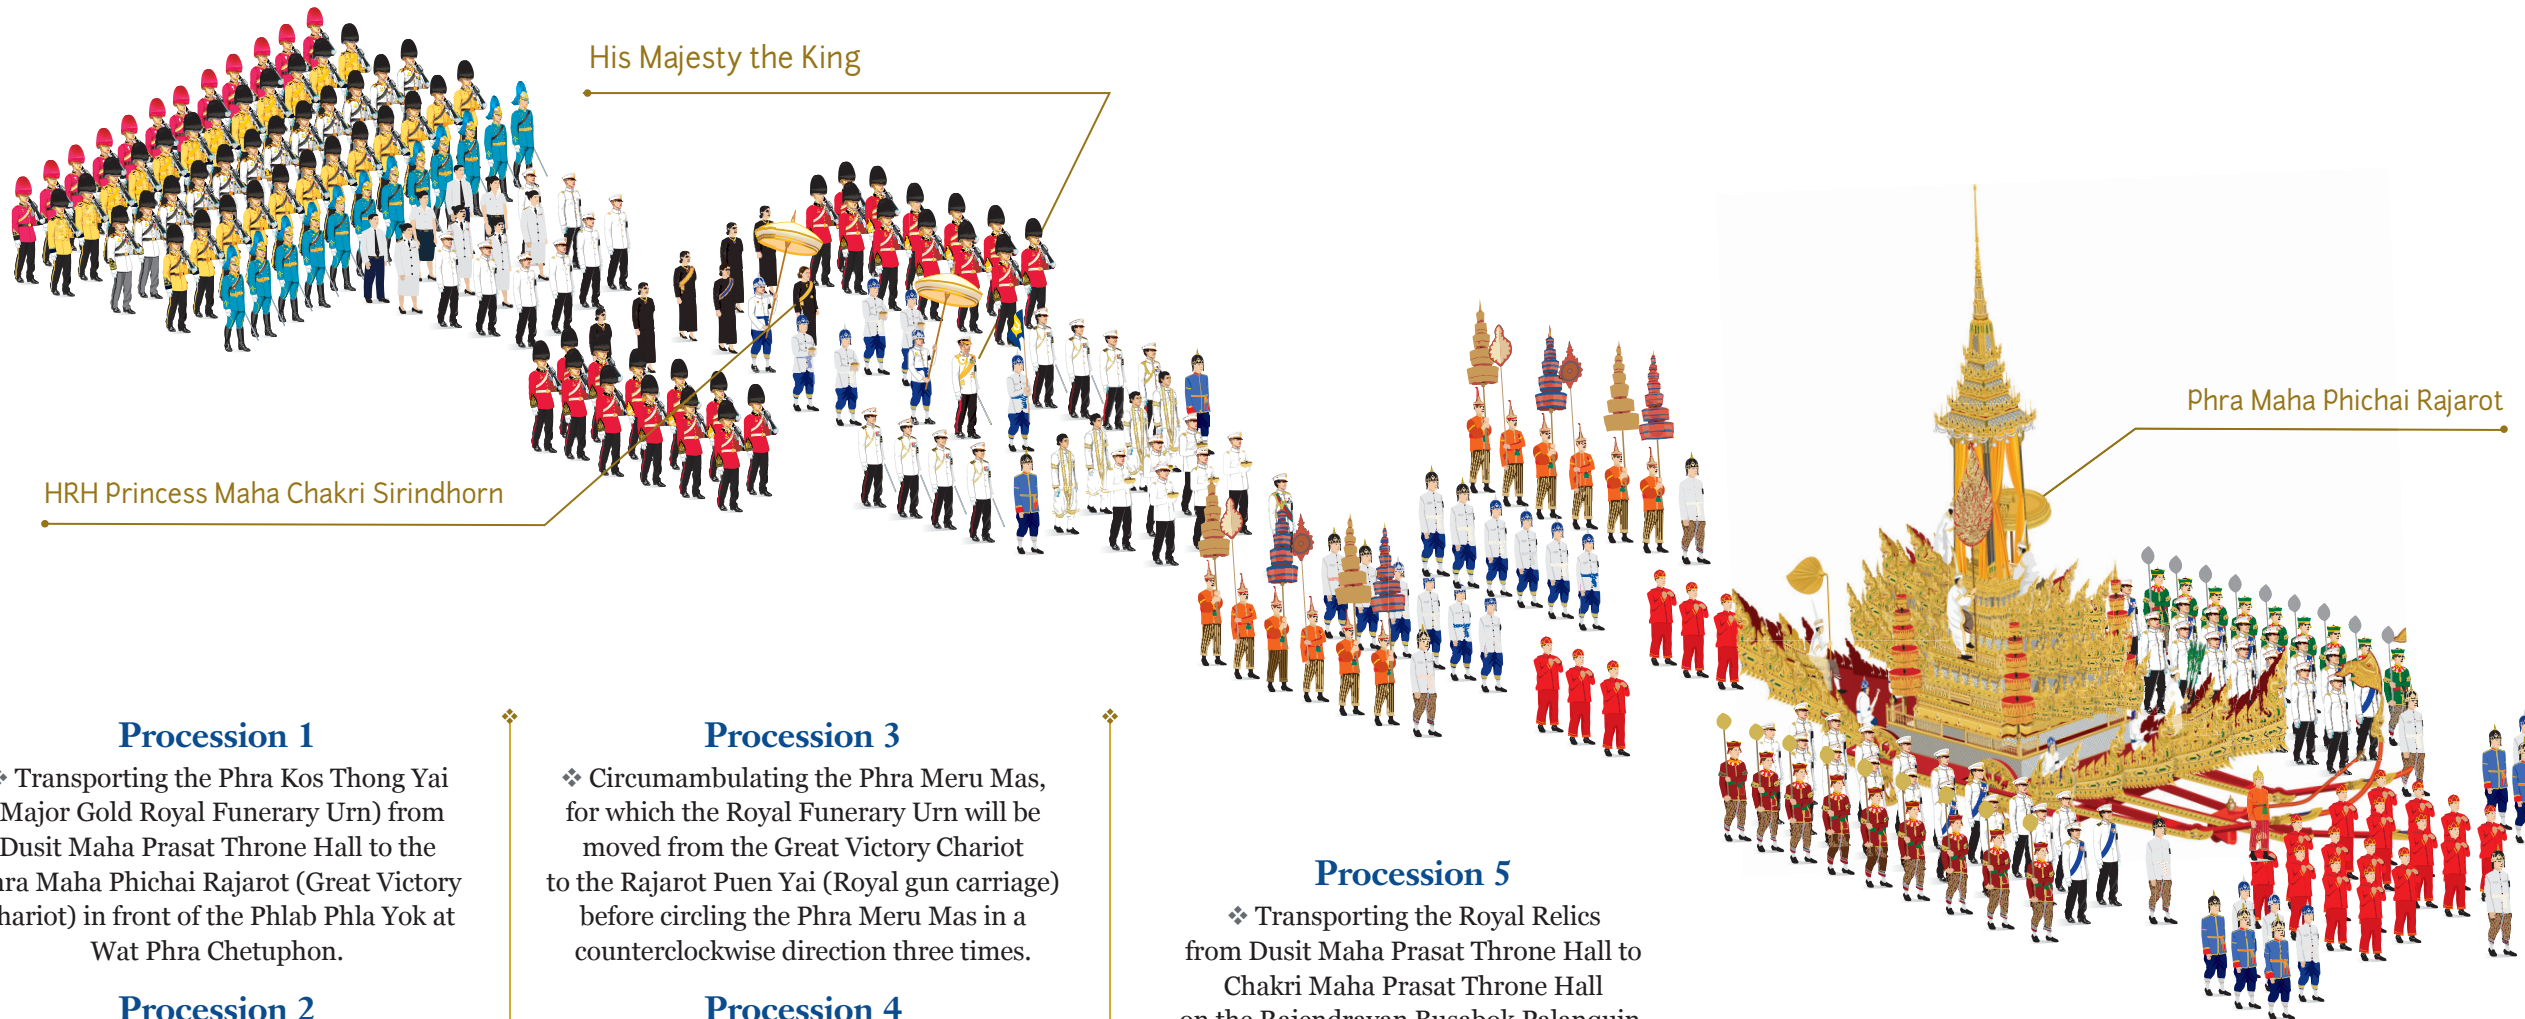 His Majesty the King
Phra Maha Phichai Rajarot
HRH Princess Maha Chakri Sirindhorn
Procession 1
❖ Transporting the Phra Kos Thong Yai
Major Gold Royal Funerary Urn) from
Dusit Maha Prasat Throne Hall to the
Maha Phichai Rajarot (Great Victory
in front of the Phlab Phla Yok at
Wat Phra Chetuphon.
Procession 2
Procession 3
❖ Circumambulating the Phra Meru Mas,
for which the Royal Funerary Urn will be
moved from the Great Victory Chariot
to the Rajarot Puen Yai (Royal gun carriage)
before circling the Phra Meru Mas in a
counterclockwise direction three times.
Procession 4
Procession 5
❖ Transporting the Royal Relics
from Dusit Maha Prasat Throne Hall to
Chakri Maha Prasat Throne Hall
on the Rajendrayan Busabok Palanquin